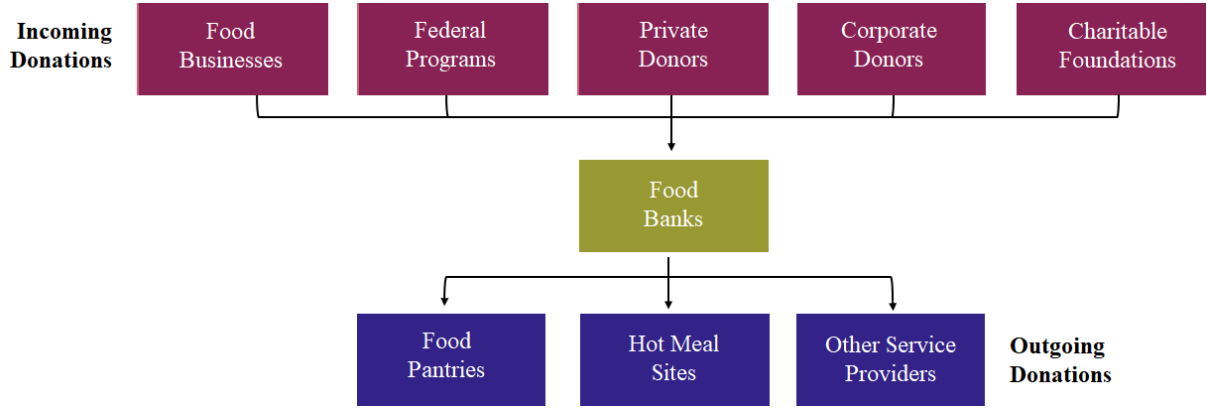 Incoming
Donations
Food
Businesses
Federal
Programs
Private
Donors
Corporate
Donors
Charitable
Foundations
Food
Banks
Food
Pantries
Hot Meal
Sites
Other Service
Providers
Outgoing
Donations